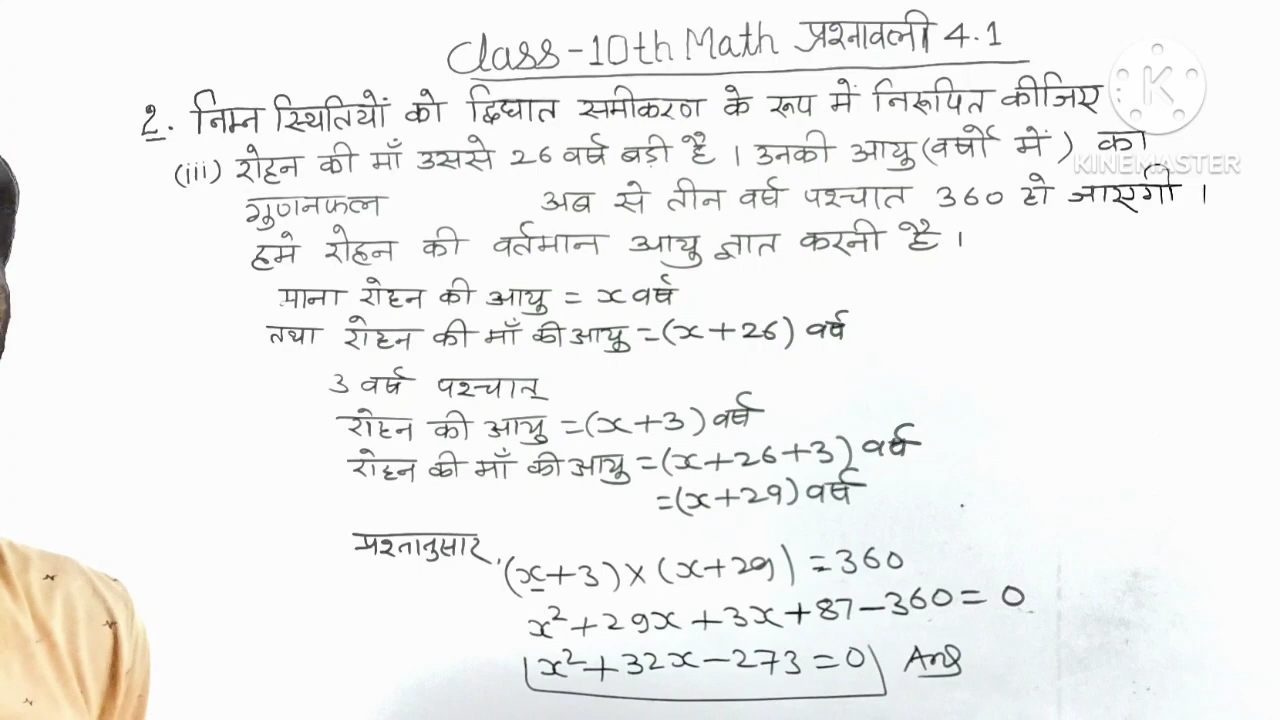 Class-10th Math प्रश्नावली 4.1
2. निम्न स्थितियों को द्विघात समीकरण के रूप में निरूपित कीजिए
(iii) रोहन की माँ उससे 26 वर्ष बड़ी है । उनकी आयु (वर्षो में) का
गुणनफल अब से तीन वर्ष पश्चात 360 हो जाएगी ।
हमे रोहन की वर्तमान आयु ज्ञात करनी है ।
माना रोहन की आयु = x वर्ष
तथा रोहन की माँ की आयु = (x+26) वर्ष
3 वर्ष पश्चात्
रोहन की आयु = (x+3) वर्ष
रोहन की माँ की आयु = (x+26+3) वर्ष
= (x+29) वर्ष
प्रश्नानुसार,
(x+3) × (x+29) = 360
x²+29x+3x+87-360=0
x²+32x-273=0 Ans
K
KINEMASTER